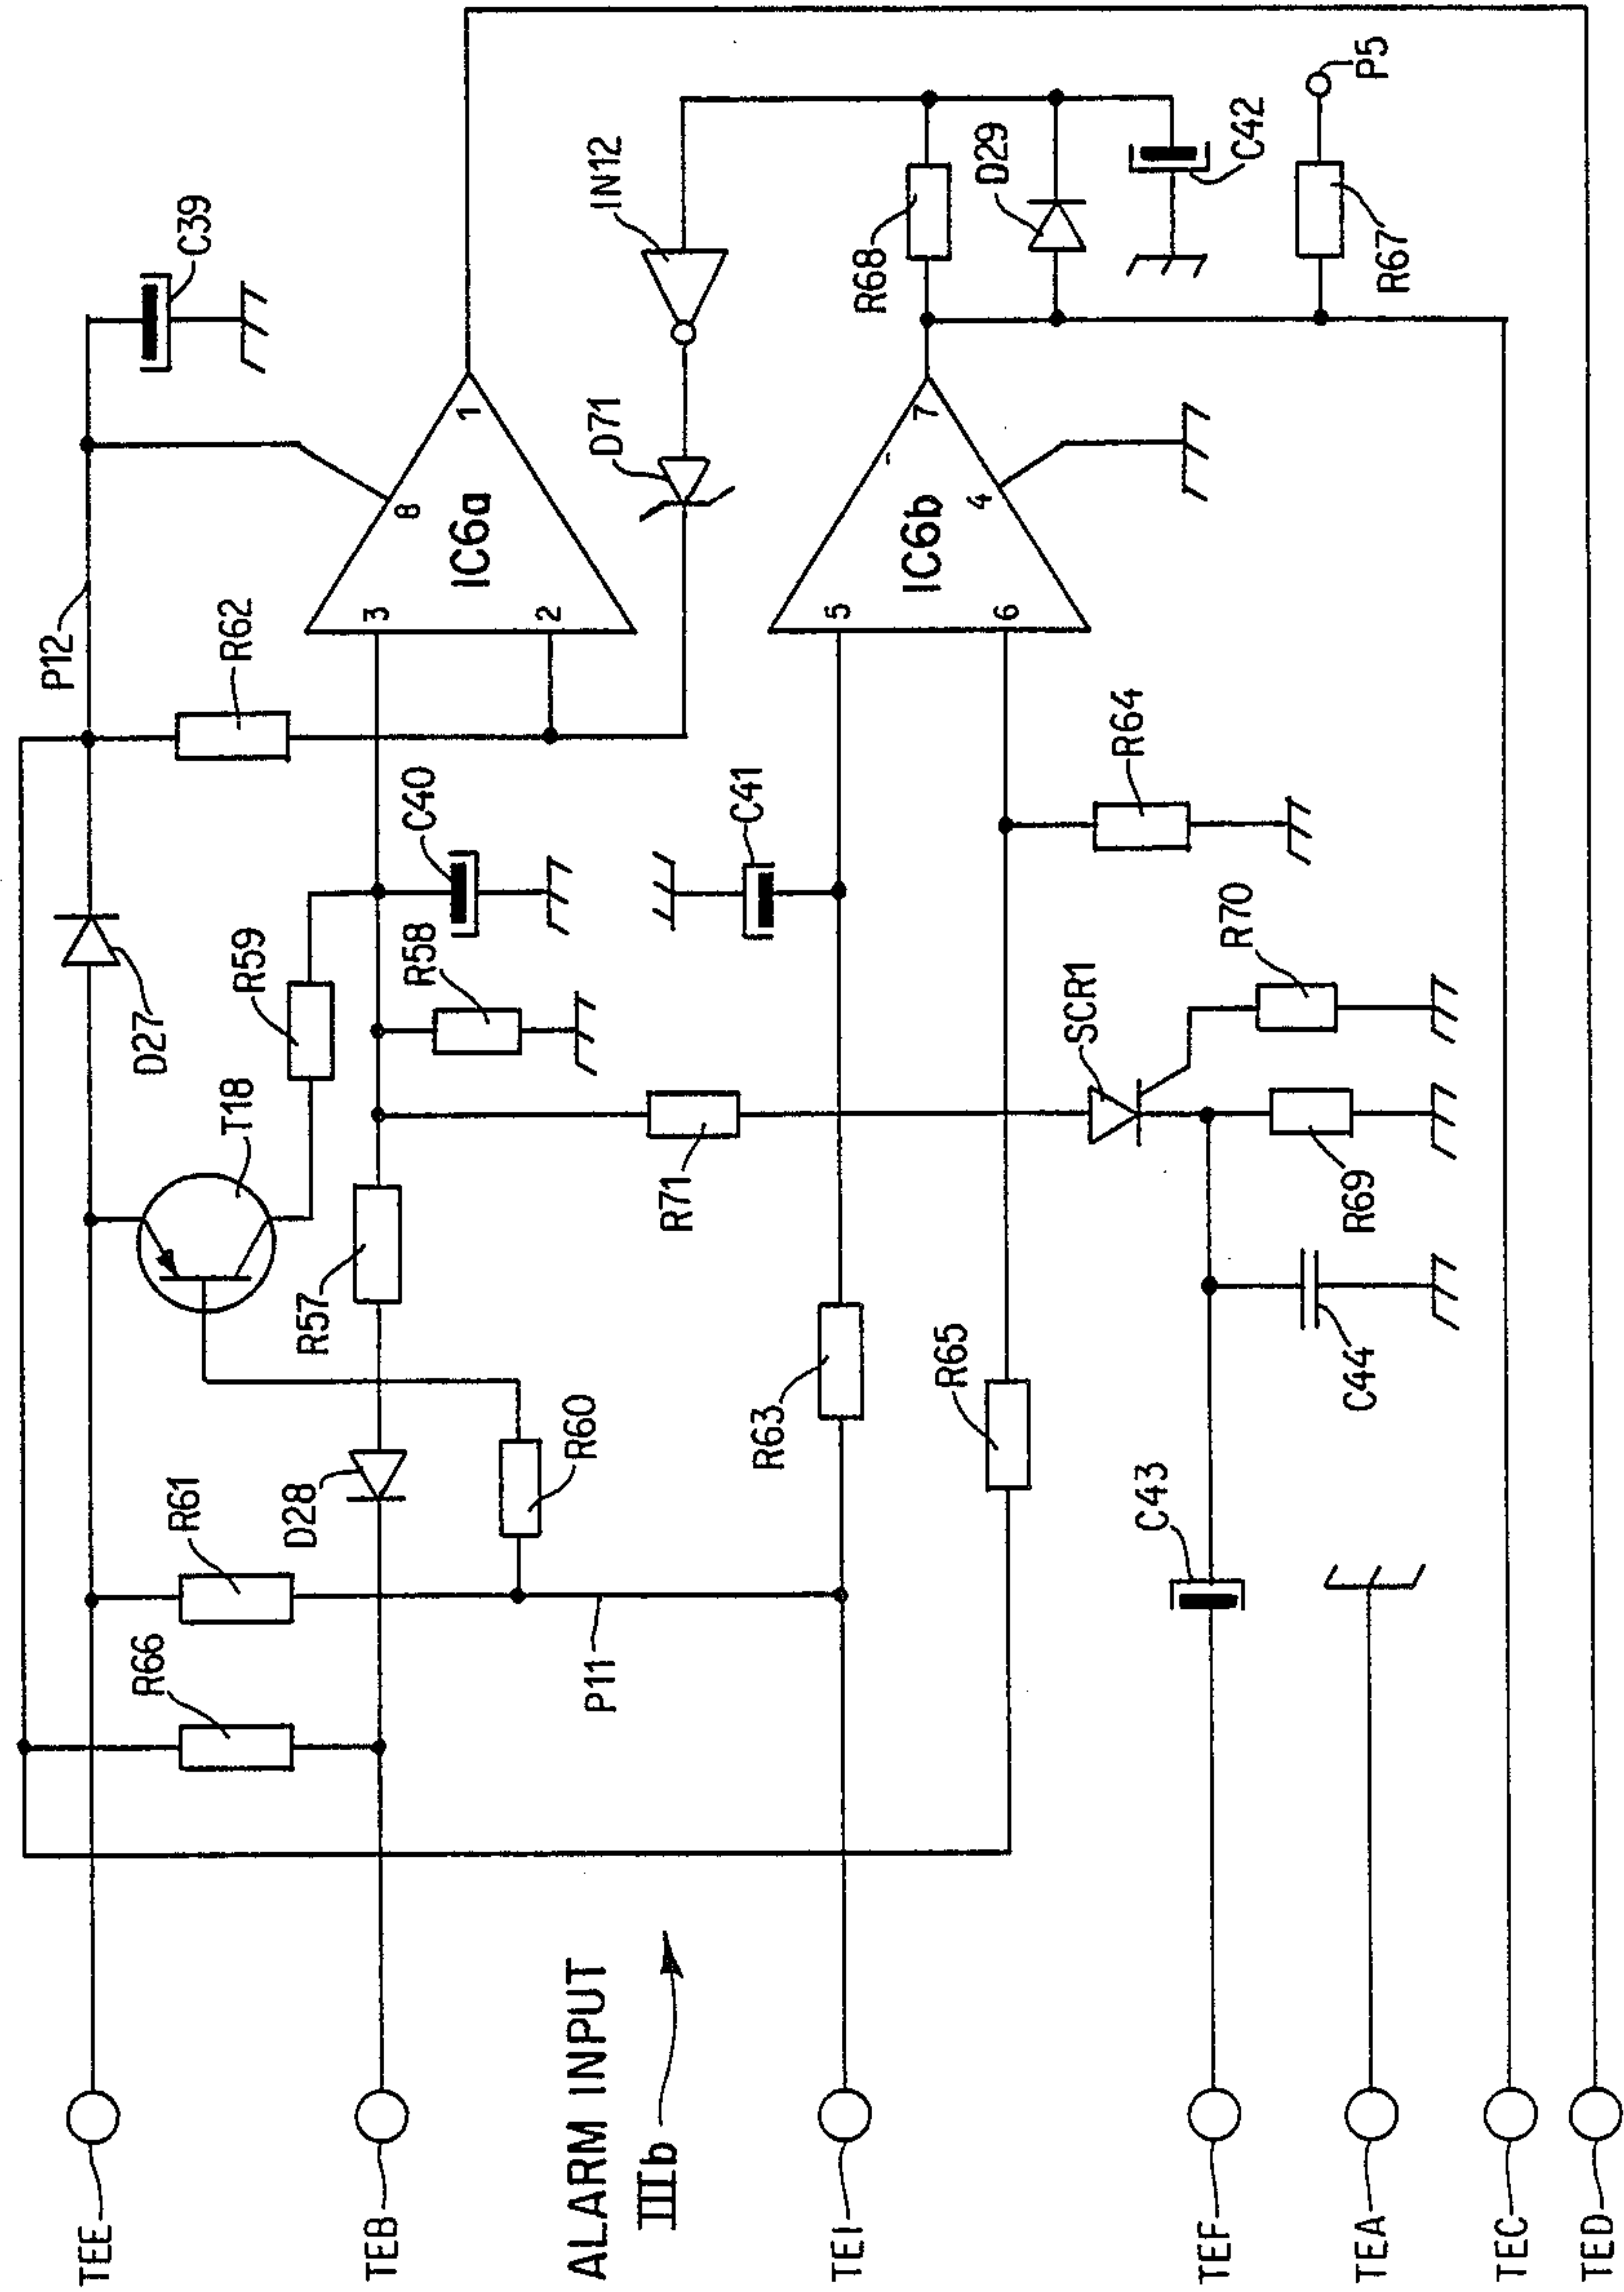 TEE
TEB
ALARM INPUT
IIIb
TEI
TEF
TEA
TEC
TED
R66
R61
D28
R60
P11
R57
T18
D27
R59
R58
C40
R62
P12
C39
3
2
8
1
IC6a
D71
IN12
R63
R65
R71
C41
5
6
7
4
IC6b
R68
D29
C42
P5
R67
R64
R70
SCR1
R69
C44
C43